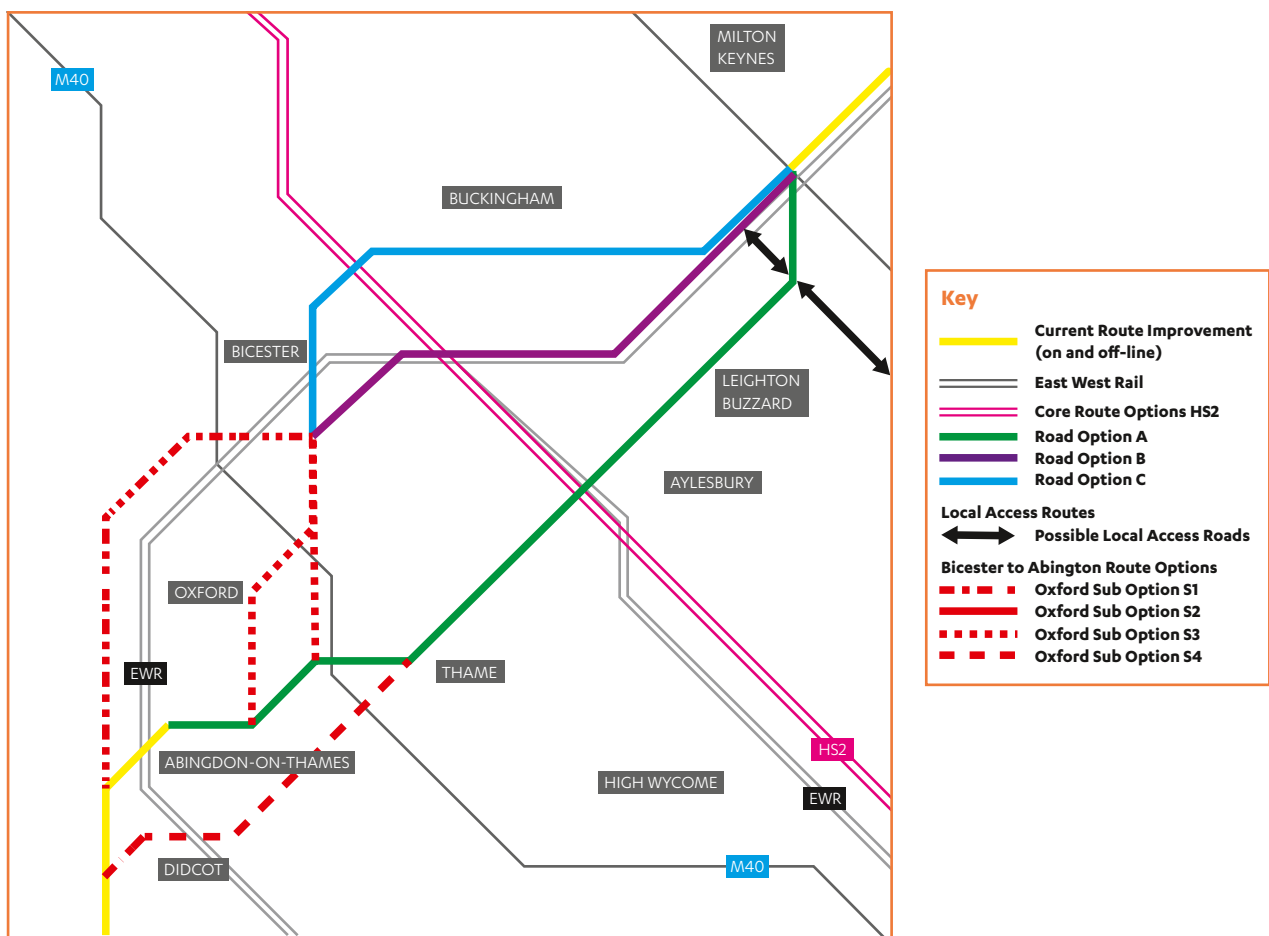 MILTON
KEYNES
M40
BUCKINGHAM
BICESTER
LEIGHTON
BUZZARD
AYLESBURY
OXFORD
EWR
THAME
ABINGDON-ON-THAMES
HS2
HIGH WYCOME
EWR
DIDCOT
M40
Key
Current Route Improvement
(on and off-line)
East West Rail
Core Route Options HS2
Road Option A
Road Option B
Road Option C
Local Access Routes
Possible Local Access Roads
Bicester to Abington Route Options
Oxford Sub Option S1
Oxford Sub Option S2
Oxford Sub Option S3
Oxford Sub Option S4